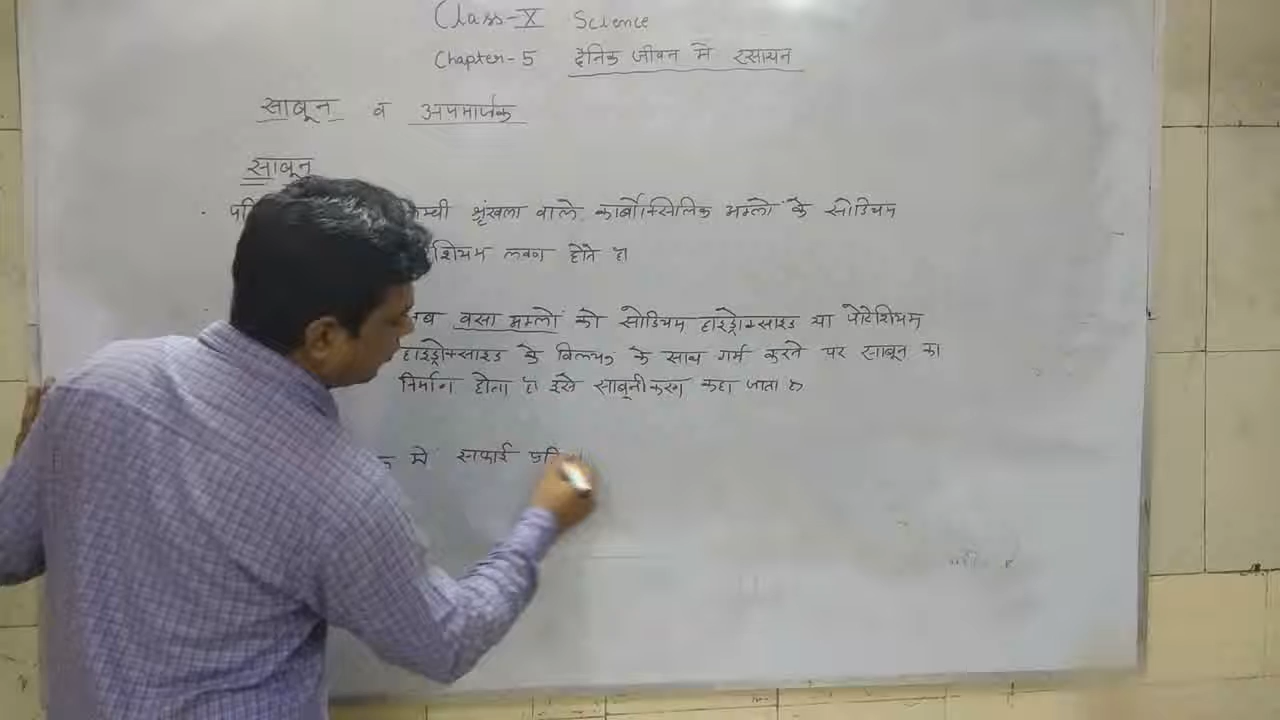 Class-X Science
Chapter-5 दैनिक जीवन मे रसायन
साबून व अपमार्जक
साबून
श्रृंखला वाले कार्बोक्सिलिक अम्लो के सोडियम
लवण होते है
वसा अम्लों को सोडियम हाइड्रोक्साइड या पोटेशियम
हाइड्रोक्साइड के विलयन के साथ गर्म करने पर साबून का
निर्माण होता है इसे साबूनीकरण कहा जाता है
मे सफाई